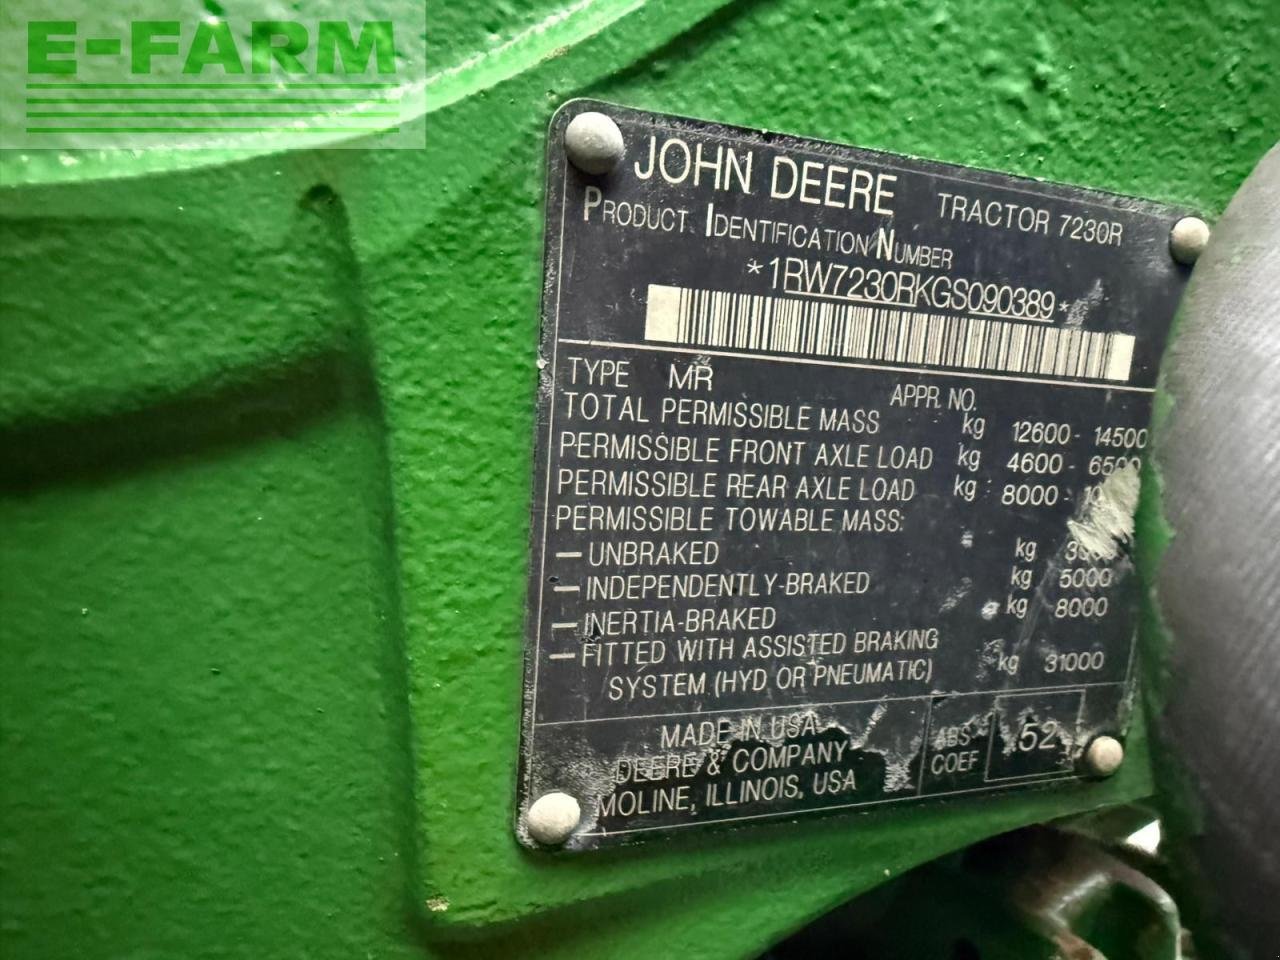 E-FARM
JOHN DEERE TRACTOR 7230R
PRODUCT IDENTIFICATION NUMBER
*1RW7230RKGS090389*
TYPE MR APPR. NO.
TOTAL PERMISSIBLE MASS kg 12600 - 14500
PERMISSIBLE FRONT AXLE LOAD kg 4600 - 6500
PERMISSIBLE REAR AXLE LOAD kg 8000 -
PERMISSIBLE TOWABLE MASS:
— UNBRAKED kg
— INDEPENDENTLY-BRAKED kg 5000
— INERTIA-BRAKED kg 8000
— FITTED WITH ASSISTED BRAKING
SYSTEM (HYD OR PNEUMATIC) kg 31000
MADE IN USA
DEERE & COMPANY
MOLINE, ILLINOIS, USA
ABS.
COEF
.52